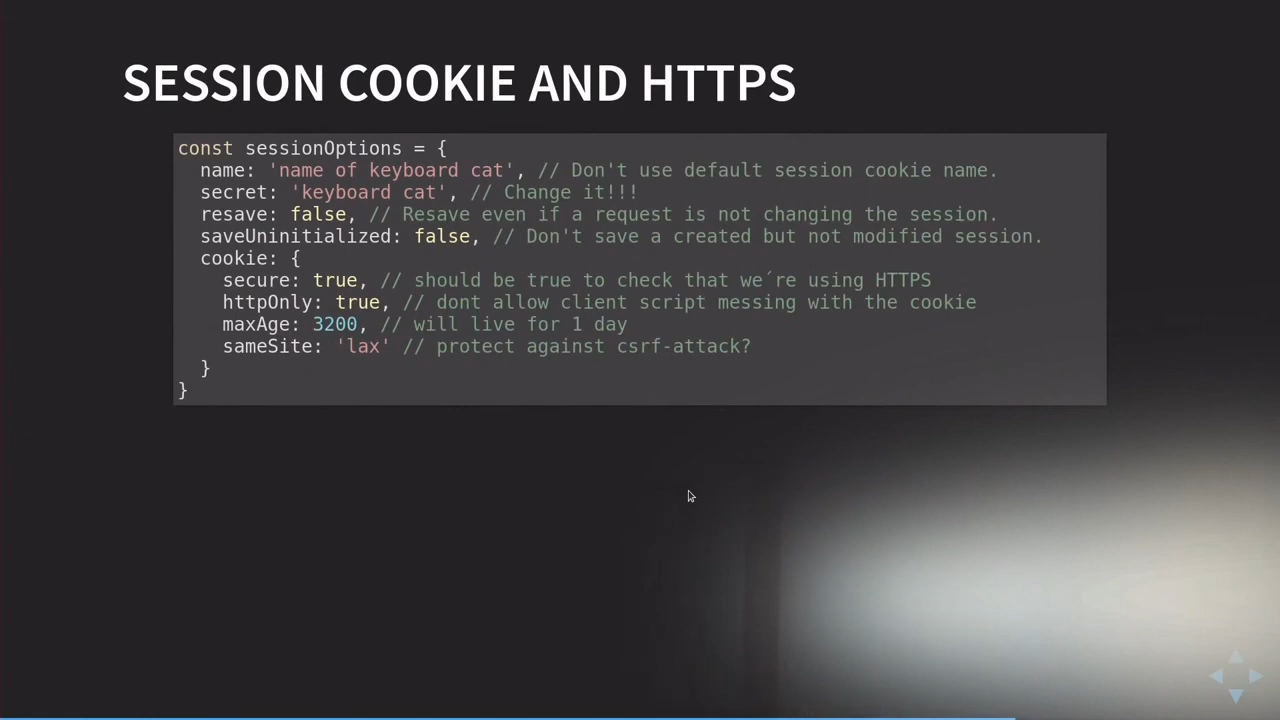 SESSION COOKIE AND HTTPS
const sessionOptions = {
  name: 'name of keyboard cat', // Don't use default session cookie name.
  secret: 'keyboard cat', // Change it!!!
  resave: false, // Resave even if a request is not changing the session.
  saveUninitialized: false, // Don't save a created but not modified session.
  cookie: {
    secure: true, // should be true to check that we´re using HTTPS
    httpOnly: true, // dont allow client script messing with the cookie
    maxAge: 3200, // will live for 1 day
    sameSite: 'lax' // protect against csrf-attack?
  }
}